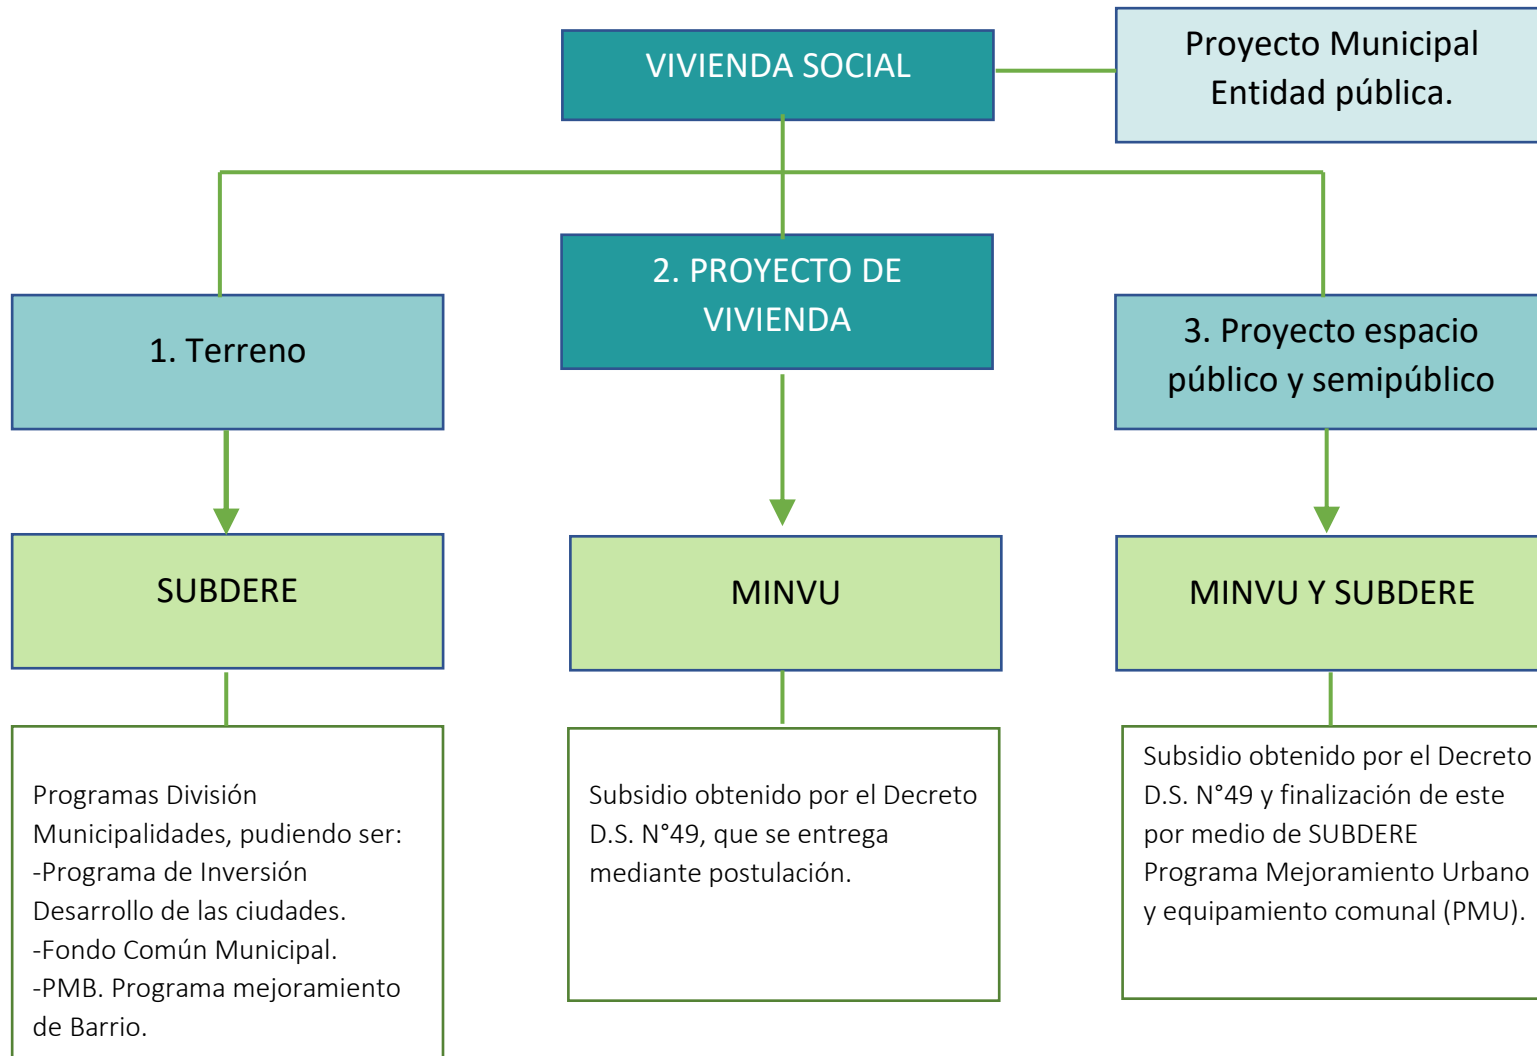 VIVIENDA SOCIAL
Proyecto Municipal
Entidad pública.
1. Terreno
2. PROYECTO DE
VIVIENDA
3. Proyecto espacio
público y semipúblico
SUBDERE
MINVU
MINVU Y SUBDERE
Programas División
Municipalidades, pudiendo ser:
-Programa de Inversión
Desarrollo de las ciudades.
-Fondo Común Municipal.
-PMB. Programa mejoramiento
de Barrio.
Subsidio obtenido por el Decreto
D.S. N°49, que se entrega
mediante postulación.
Subsidio obtenido por el Decreto
D.S. N°49 y finalización de este
por medio de SUBDERE
Programa Mejoramiento Urbano
y equipamiento comunal (PMU).